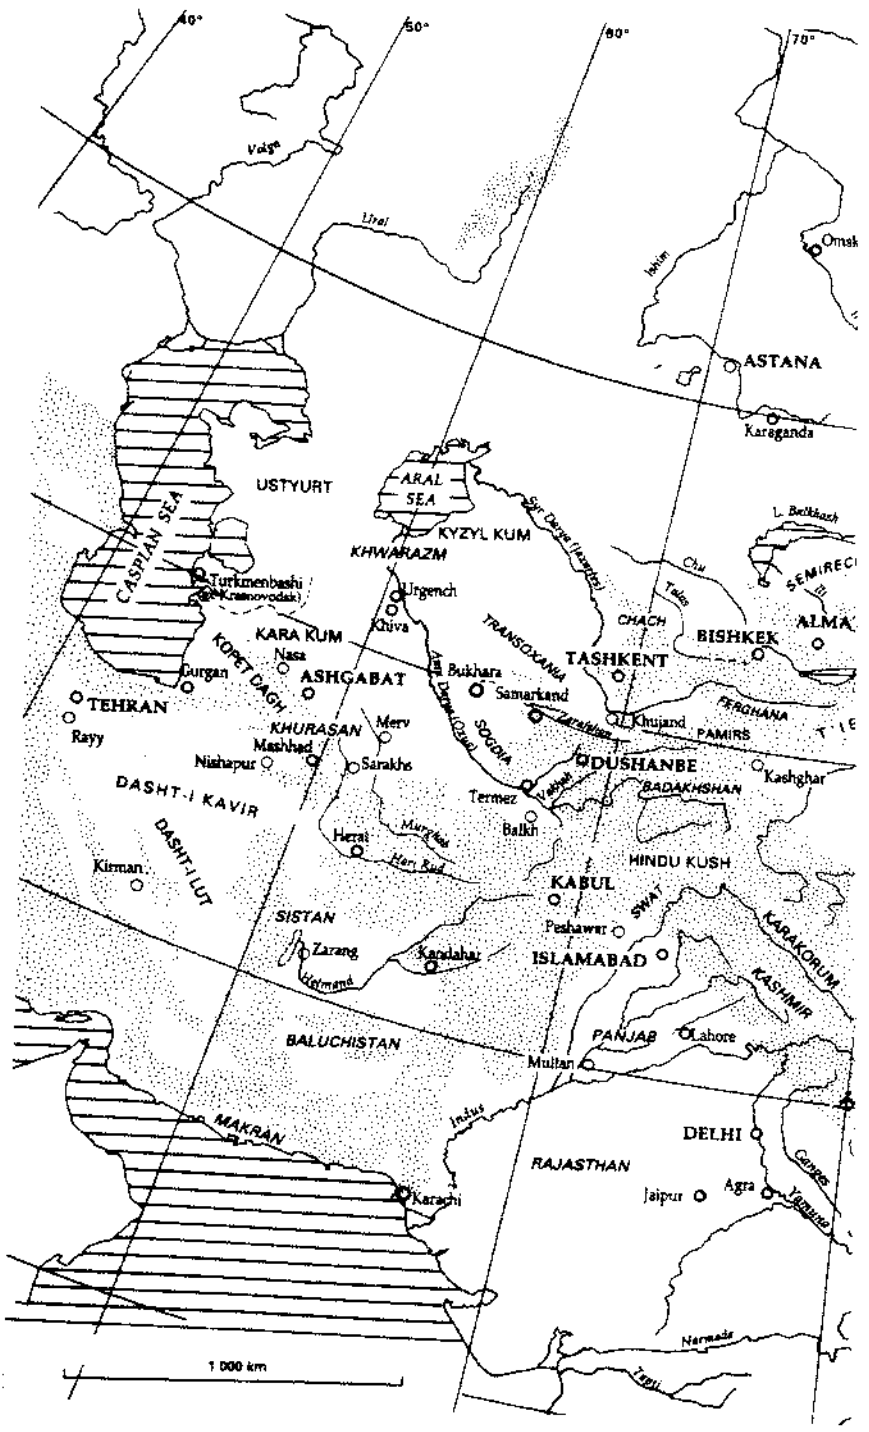 40°
50°
60°
70°
Volga
Ural
Ishim
Omsk
ASTANA
Karaganda
USTYURT
ARAL
SEA
CASPIAN SEA
KYZYL KUM
Syr Darya (Jaxartes)
L. Balkhash
KHWARAZM
SEMIRECI
Ili
Chu
Talas
Turkmenbashi
Urgench
Khiva
CHACH
BISHKEK
ALMA
KARA KUM
TRANSOXANIA
TASHKENT
KOPET DAGH
Nasa
ASHGABAT
Gurgan
Bukhara
Samarkand
Amu Darya (Oxus)
FERGHANA
TEHRAN
Rayy
KHURASAN
Merv
SOGDIA
Zarafshan
Khujand
PAMIRS
T'IE
Nishapur
Mashhad
Sarakhs
DUSHANBE
Kashghar
DASHT-I KAVIR
Termez
Vakhsh
BADAKHSHAN
Balkh
Murghab
Herat
Hari Rud
DASHT-I LUT
HINDU KUSH
Kirman
KABUL
SWAT
KARAKORUM
SISTAN
Peshawar
Zarang
Kandahar
ISLAMABAD
Helmand
KASHMIR
BALUCHISTAN
PANJAB
Lahore
Multan
MAKRAN
Indus
DELHI
RAJASTHAN
Ganges
Karachi
Jaipur
Agra
Yamuna
Narmada
Tapti
1 000 km